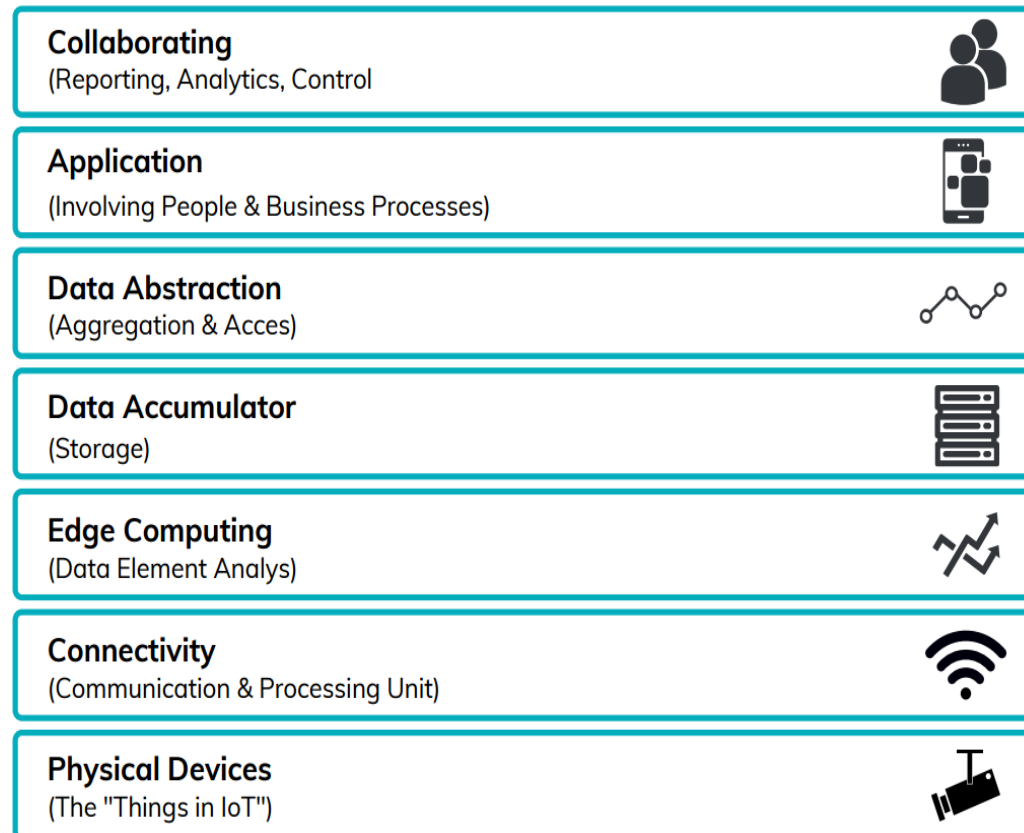 Collaborating
(Reporting, Analytics, Control
Application
(Involving People & Business Processes)
Data Abstraction
(Aggregation & Acces)
Data Accumulator
(Storage)
Edge Computing
(Data Element Analys)
Connectivity
(Communication & Processing Unit)
Physical Devices
(The "Things in IoT")